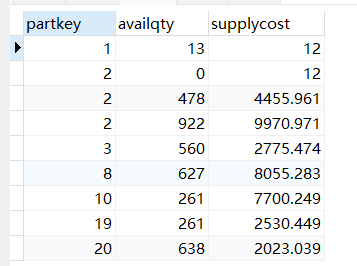 partkey availqty supplycost
1 13 12
2 0 12
2 478 4455.961
2 922 9970.971
3 560 2775.474
8 627 8055.283
10 261 7700.249
19 261 2530.449
20 638 2023.039